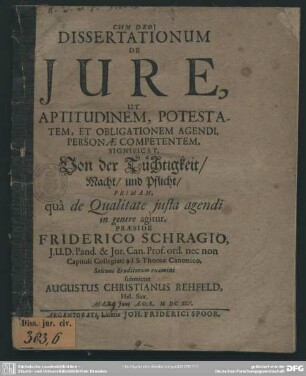 CUM DEO!
DISSERTATIONUM
DE
JURE,
UT
APTITUDINEM, POTESTA-
TEM, ET OBLIGATIONEM AGENDI,
PERSONÆ COMPETENTEM,
SIGNIFICAT,
Von der Tüchtigkeit/
Macht/ und Pflicht/
PRIMAM,
quâ de Qualitate justa agendi
in genere agitur,
PRÆSIDE
FRIDERICO SCHRAGIO,
J.U.D. Pand. & Jur. Can. Prof. ord. nec non
Capituli Collegiati ad S. Thomæ Canonico,
Solenni Eruditorum examini
submittit
AUGUSTUS CHRISTIANUS REHFELD,
Hal. Sax.
ARGENTORATI, Literis JOH. FRIDERICI SPOOR.
Diss. jur. civ.
383,6